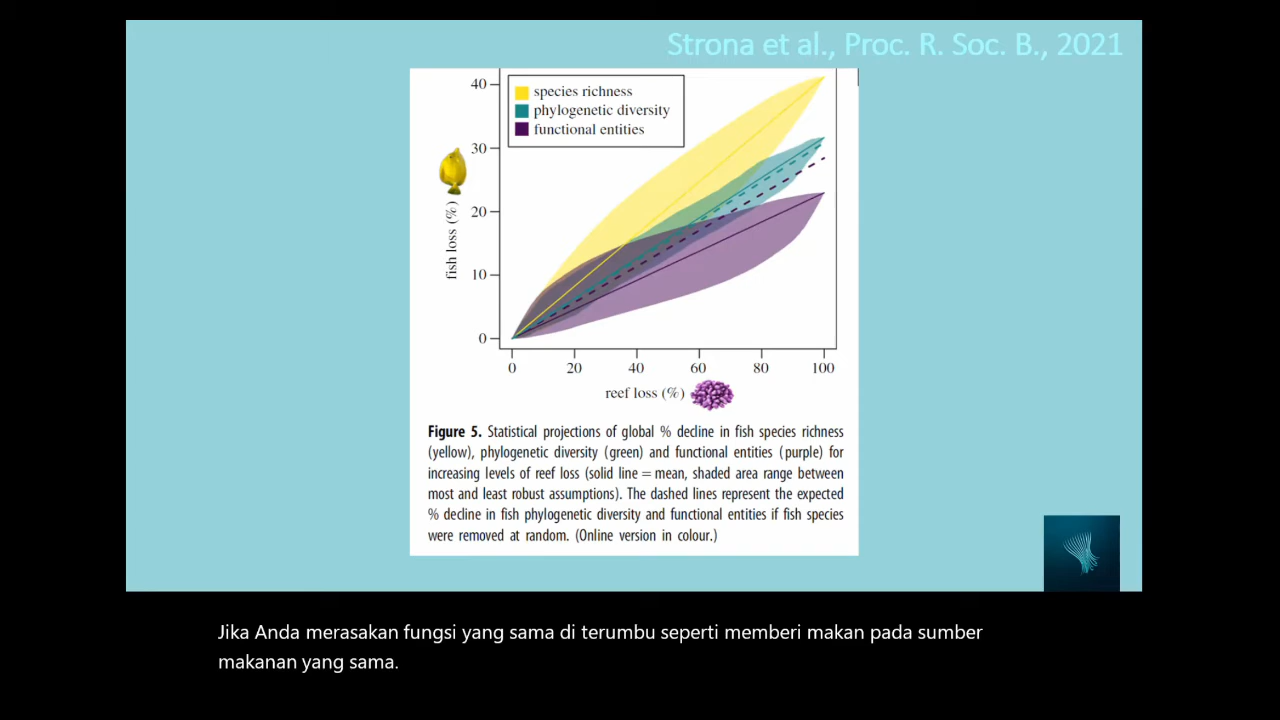 Strona et al., Proc. R. Soc. B., 2021
40
30
20
10
0
fish loss (%)
species richness
phylogenetic diversity
functional entities
0 20 40 60 80 100
reef loss (%)
Figure 5. Statistical projections of global % decline in fish species richness
(yellow), phylogenetic diversity (green) and functional entities (purple) for
increasing levels of reef loss (solid line = mean, shaded area range between
most and least robust assumptions). The dashed lines represent the expected
% decline in fish phylogenetic diversity and functional entities if fish species
were removed at random. (Online version in colour.)
Jika Anda merasakan fungsi yang sama di terumbu seperti memberi makan pada sumber
makanan yang sama.